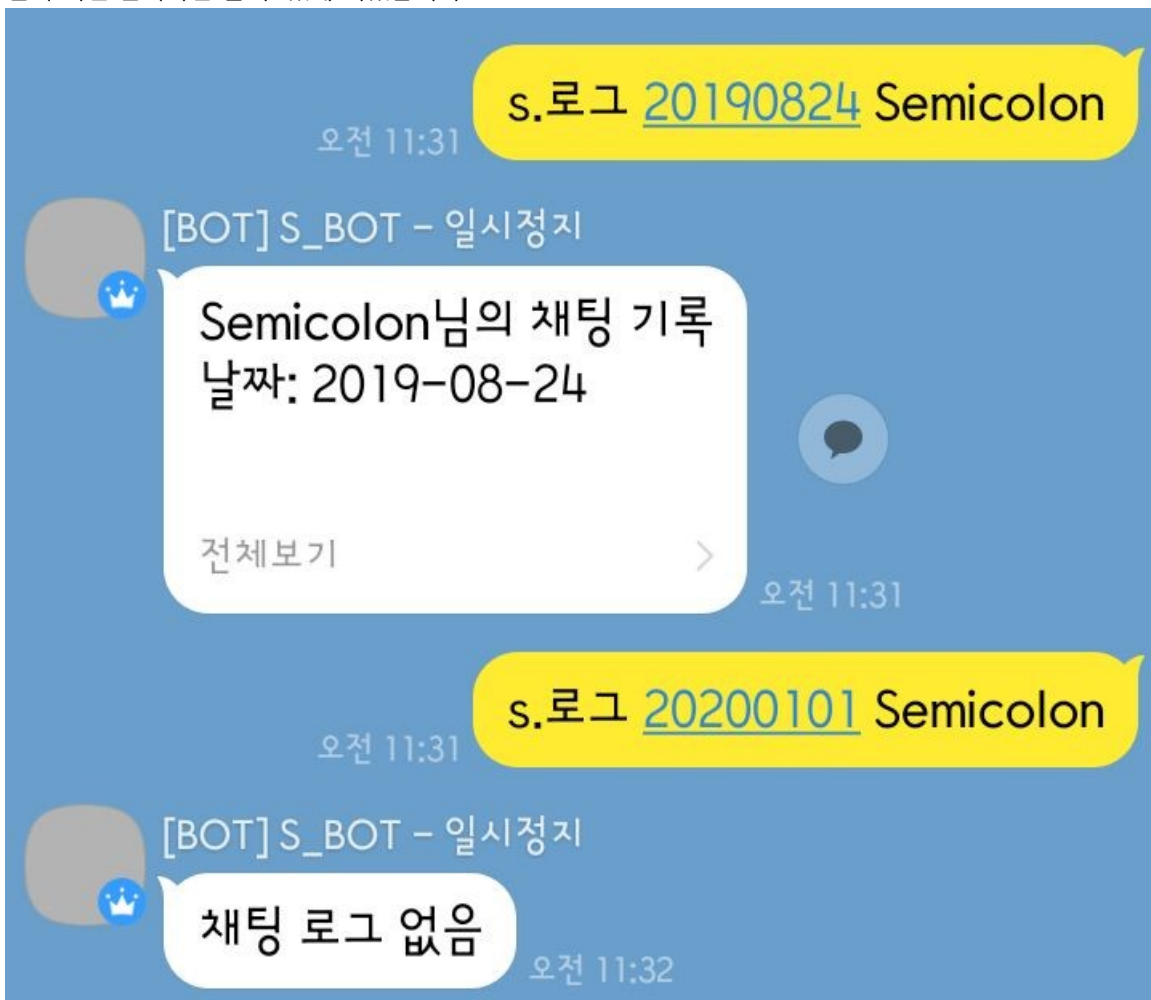 s.로그 20190824 Semicolon
오전 11:31
[BOT] S_BOT - 일시정지
Semicolon님의 채팅 기록
날짜: 2019-08-24
전체보기
오전 11:31
s.로그 20200101 Semicolon
오전 11:31
[BOT] S_BOT - 일시정지
채팅 로그 없음
오전 11:32